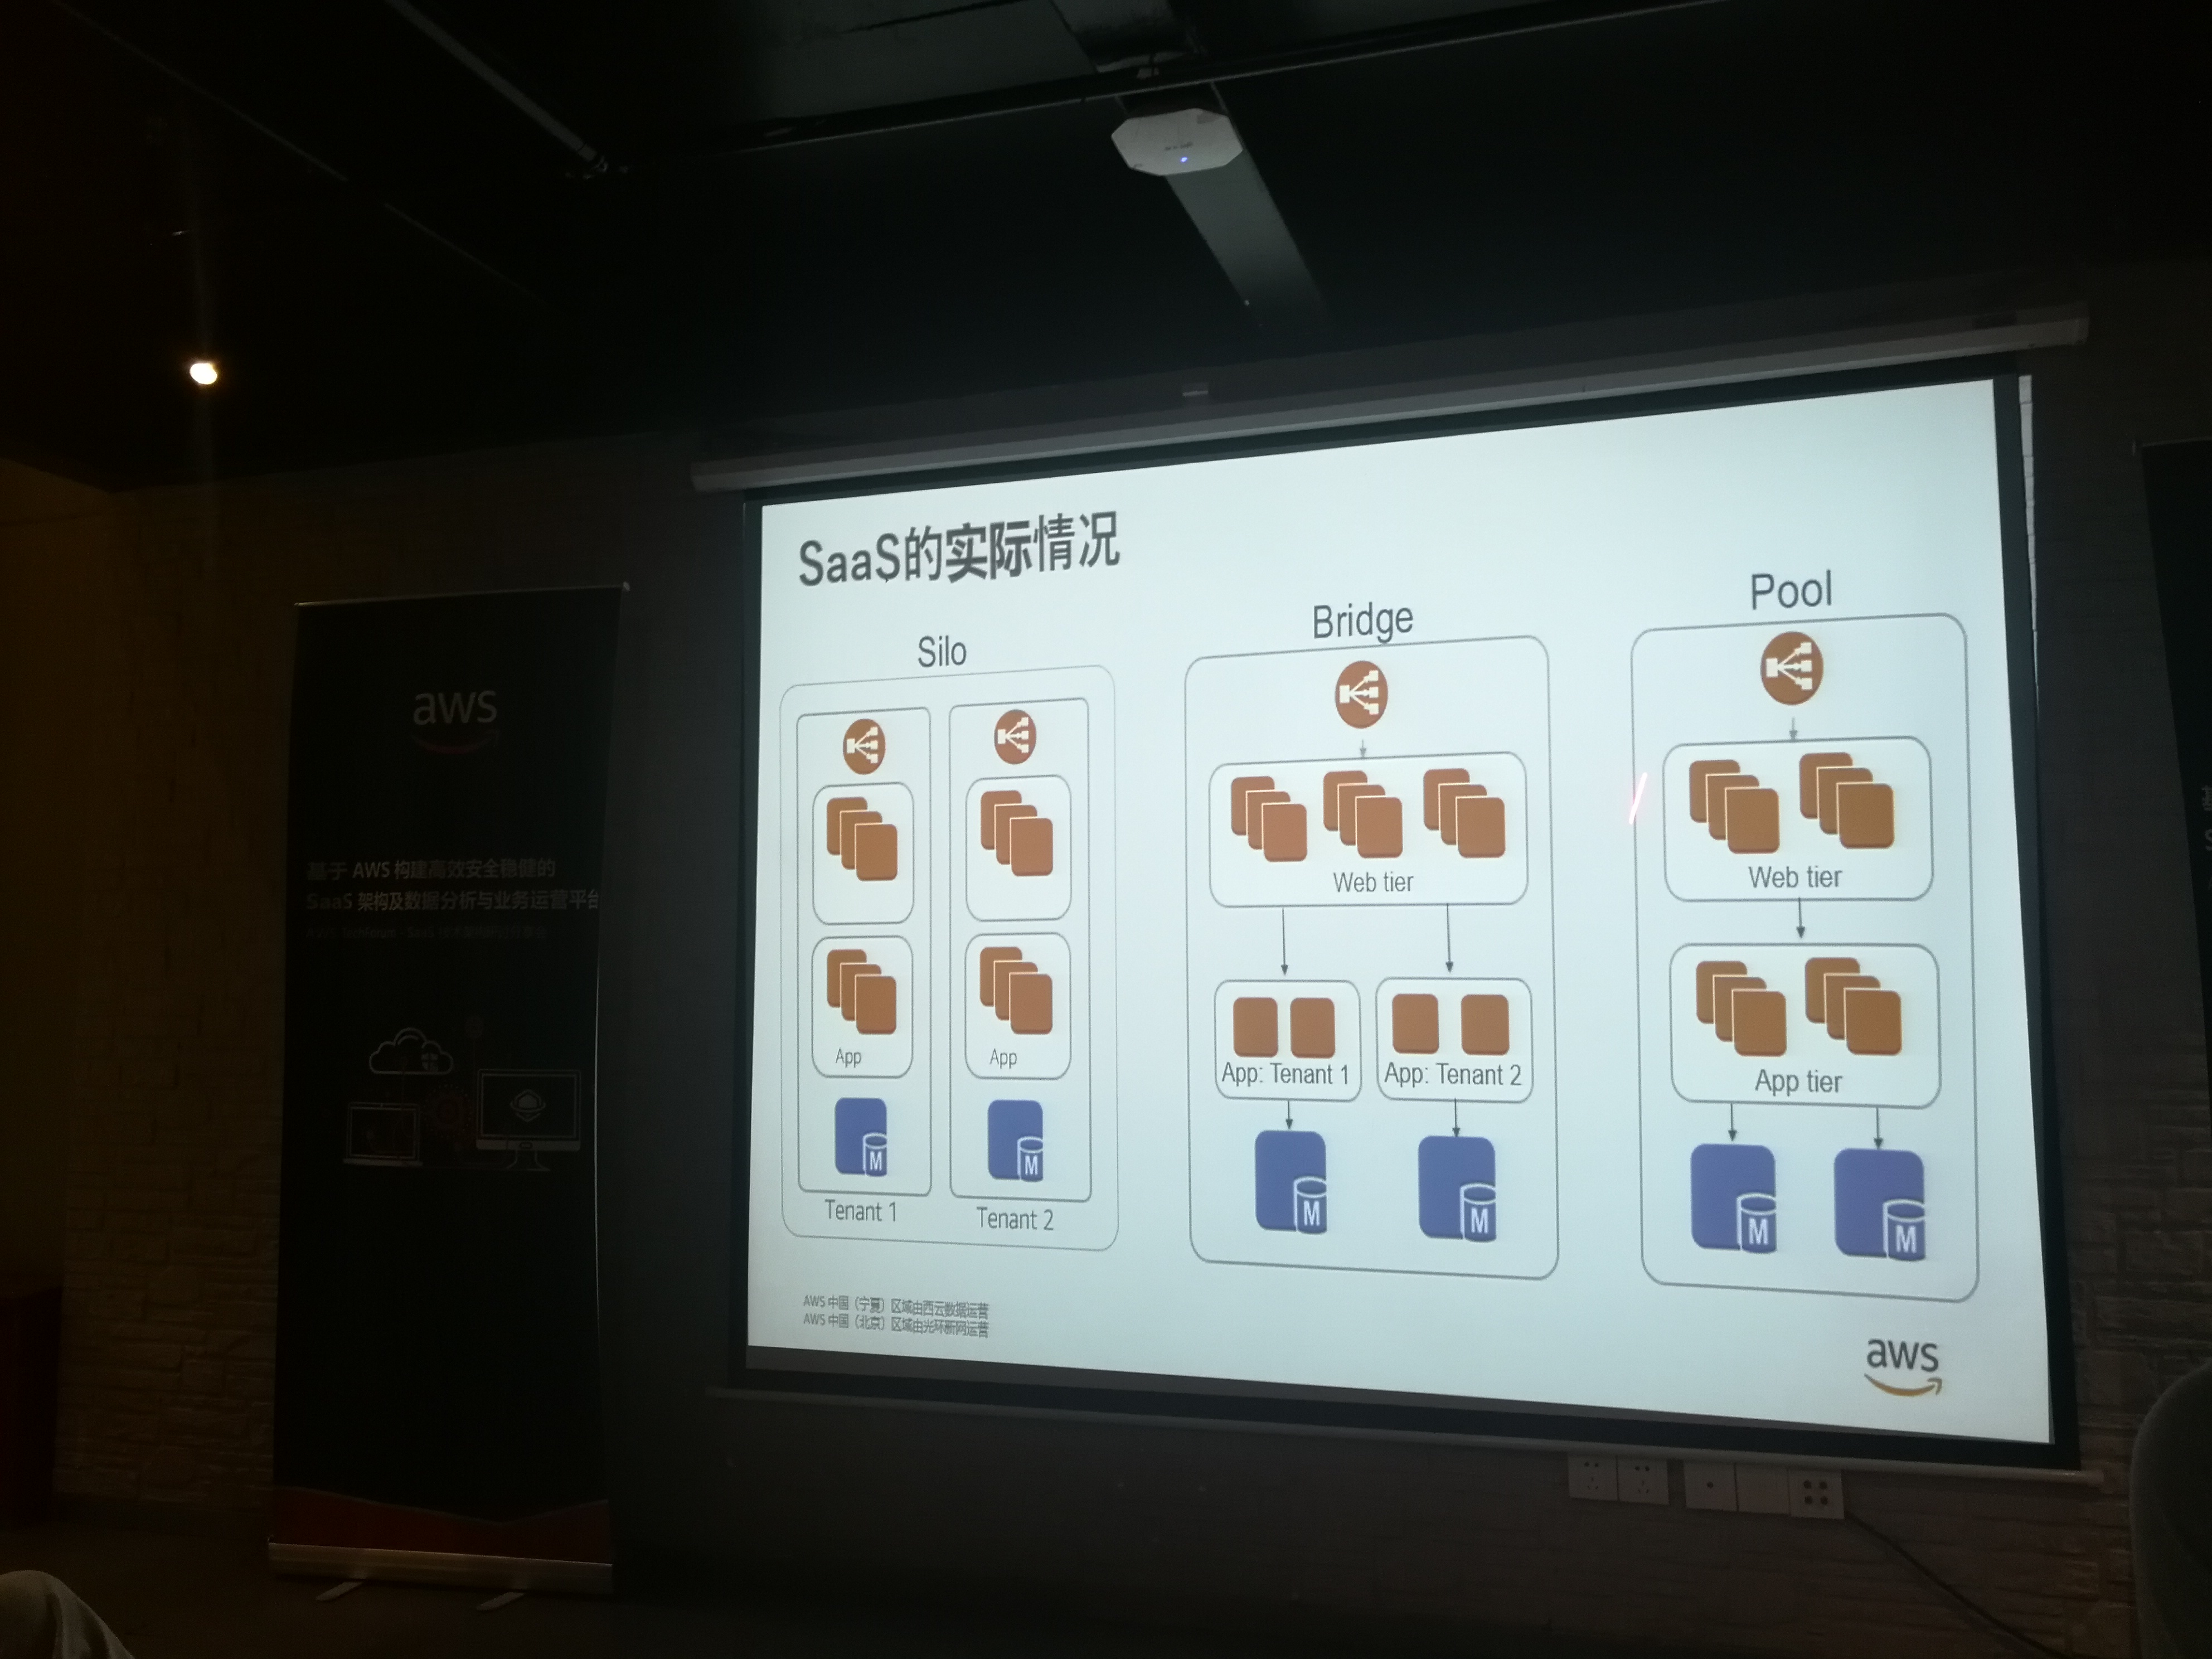 aws
基于 AWS 构建高效安全稳健的
SaaS 架构及数据分析与业务运营平台
SaaS的实际情况
Silo
App
App
M
M
Tenant 1
Tenant 2
Bridge
Web tier
App: Tenant 1
App: Tenant 2
M
M
Pool
Web tier
App tier
M
M
AWS 中国（宁夏）区域由西云数据运营
AWS 中国（北京）区域由光环新网运营
aws